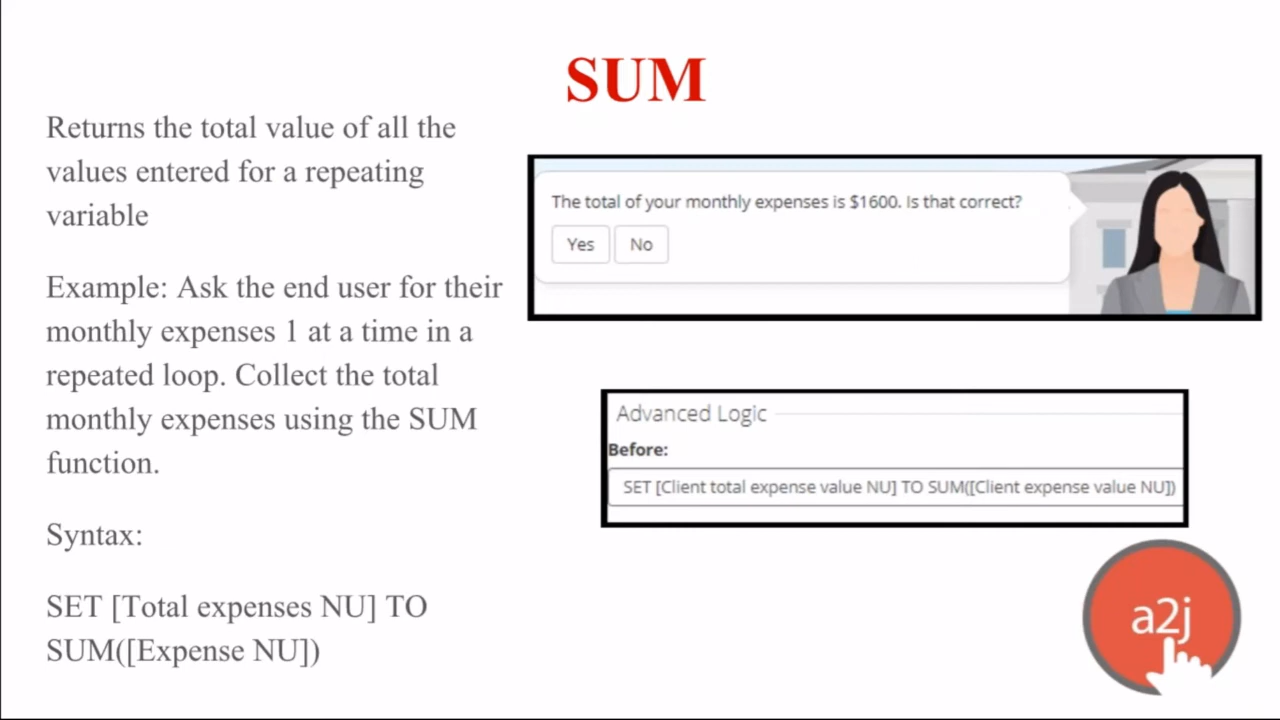 SUM
Returns the total value of all the
values entered for a repeating
variable
Example: Ask the end user for their
monthly expenses 1 at a time in a
repeated loop. Collect the total
monthly expenses using the SUM
function.
Syntax:
SET [Total expenses NU] TO
SUM([Expense NU])
The total of your monthly expenses is $1600. Is that correct?
Yes No
Advanced Logic
Before:
SET [Client total expense value NU] TO SUM([Client expense value NU])
a2j